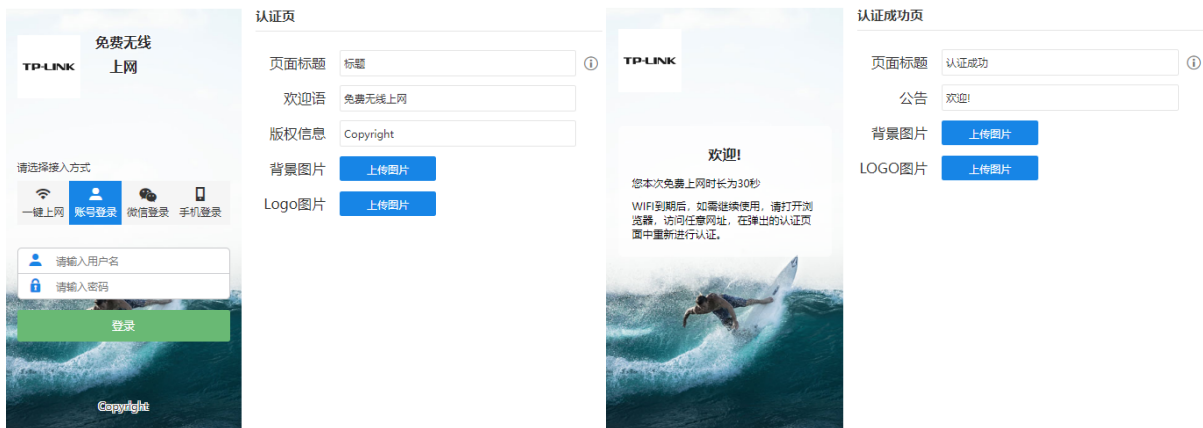 认证页
TP-LINK
免费无线
上网
请选择接入方式
一键上网 账号登录 微信登录 手机登录
请输入用户名
请输入密码
登录
Copyright
页面标题 标题
欢迎语 免费无线上网
版权信息 Copyright
背景图片 上传图片
Logo图片 上传图片
认证成功页
TP-LINK
欢迎!
您本次免费上网时长为30秒
WIFI到期后，如需继续使用，请打开浏
览器，访问任意网址，在弹出的认证页
面中重新进行认证。
页面标题 认证成功
公告 欢迎!
背景图片 上传图片
LOGO图片 上传图片